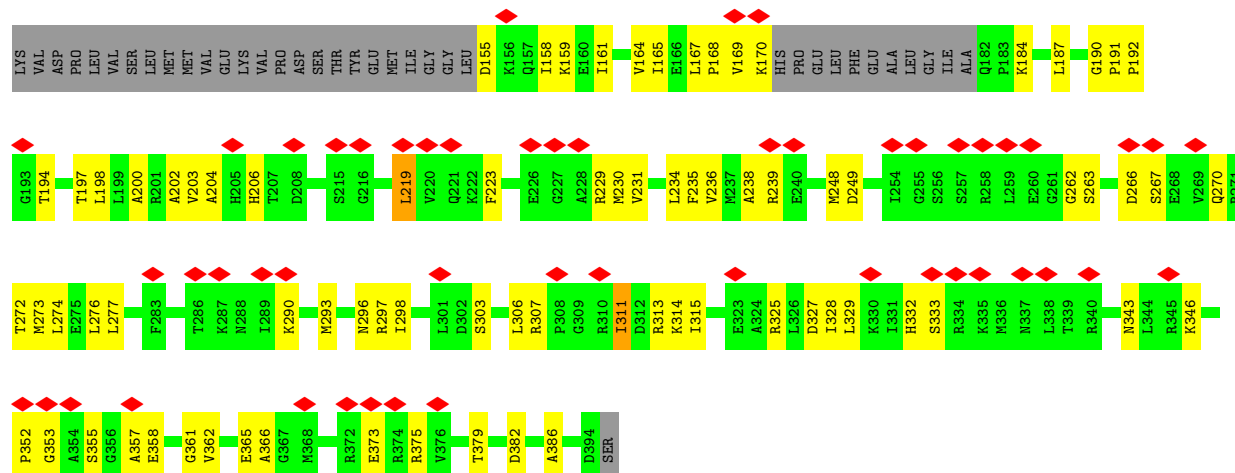 LYS VAL ASP PRO LEU VAL SER LEU MET MET VAL GLU LYS VAL PRO ASP SER THR TYR GLU MET ILE GLY GLY LEU D155 K156 Q157 I158 K159 E160 I161 V164 I165 E166 L167 P168 V169 K170 HIS PRO GLU LEU PHE GLU ALA LEU GLY ILE ALA Q182 P183 K184 L187 G190 P191 P192
G193 T194 T197 L198 L199 A200 R201 A202 V203 A204 H205 H206 T207 D208 S215 G216 L219 V220 Q221 K222 F223 E226 G227 A228 R229 M230 V231 L234 F235 V236 M237 A238 R239 E240 M248 D249 I254 G255 S256 S257 R258 L259 E260 G261 G262 S263 D266 S267 E268 V269 Q270 R271
T272 M273 L274 E275 L276 L277 F283 T286 K287 N288 I289 K290 M293 N296 R297 I298 L301 D302 S303 L306 R307 P308 G309 R310 I311 D312 R313 K314 I315 E323 A324 R325 L326 D327 I328 L329 K330 I331 H332 S333 R334 K335 M336 N337 L338 T339 R340 N343 L344 R345 K346
P352 G353 A354 S355 G356 A357 E358 G361 V362 E365 A366 G367 M368 R372 E373 R374 R375 V376 T379 D382 A386 D394 SER